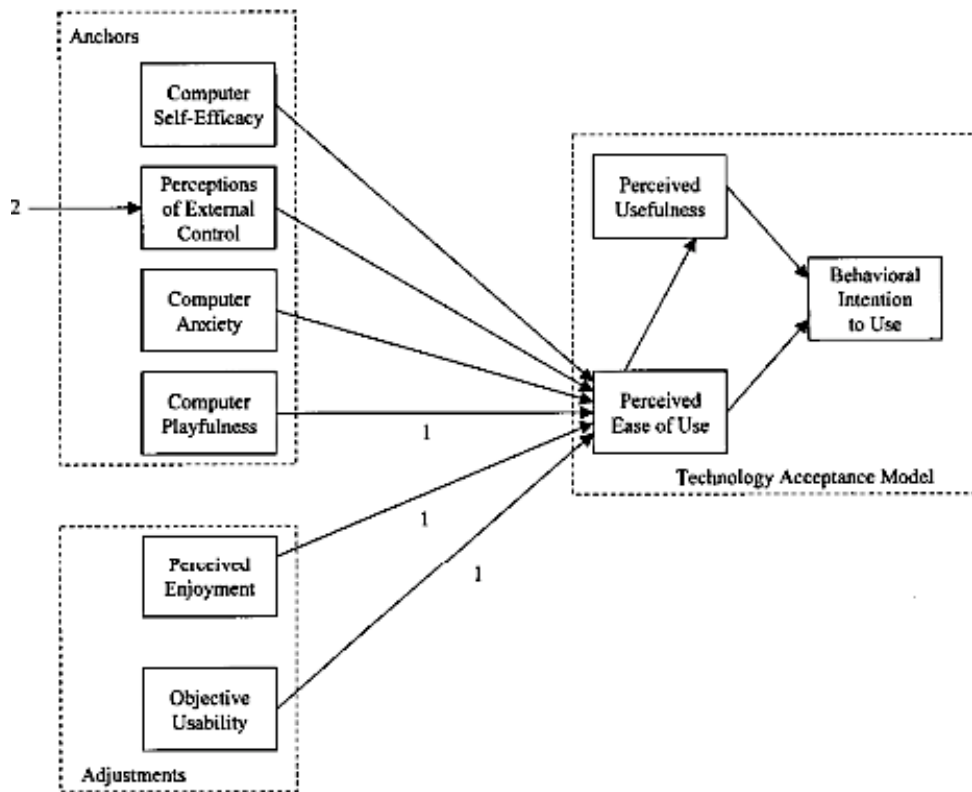 Anchors
Computer
Self-Efficacy
2
Perceptions
of External
Control
Computer
Anxiety
Computer
Playfulness
1
Perceived
Enjoyment
1
Objective
Usability
1
Adjustments
Perceived
Usefulness
Behavioral
Intention
to Use
Perceived
Ease of Use
Technology Acceptance Model